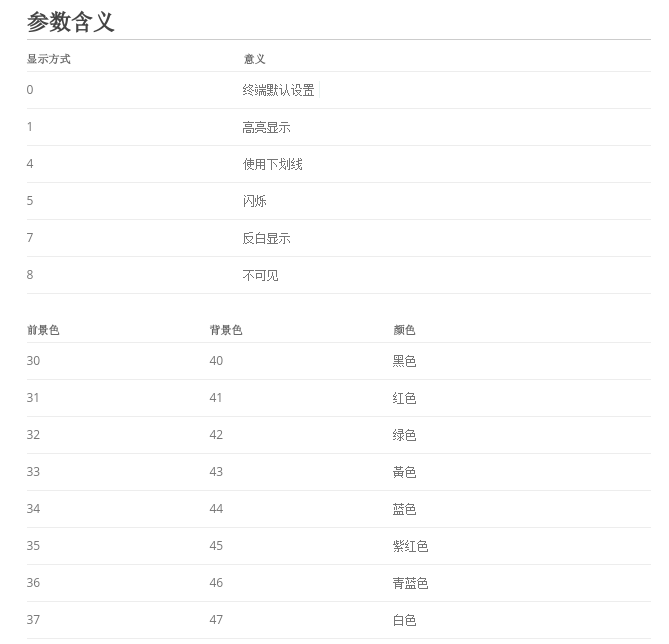 参数含义
显示方式 意义
0 终端默认设置
1 高亮显示
4 使用下划线
5 闪烁
7 反白显示
8 不可见
前景色 背景色 颜色
30 40 黑色
31 41 红色
32 42 绿色
33 43 黃色
34 44 蓝色
35 45 紫红色
36 46 青蓝色
37 47 白色